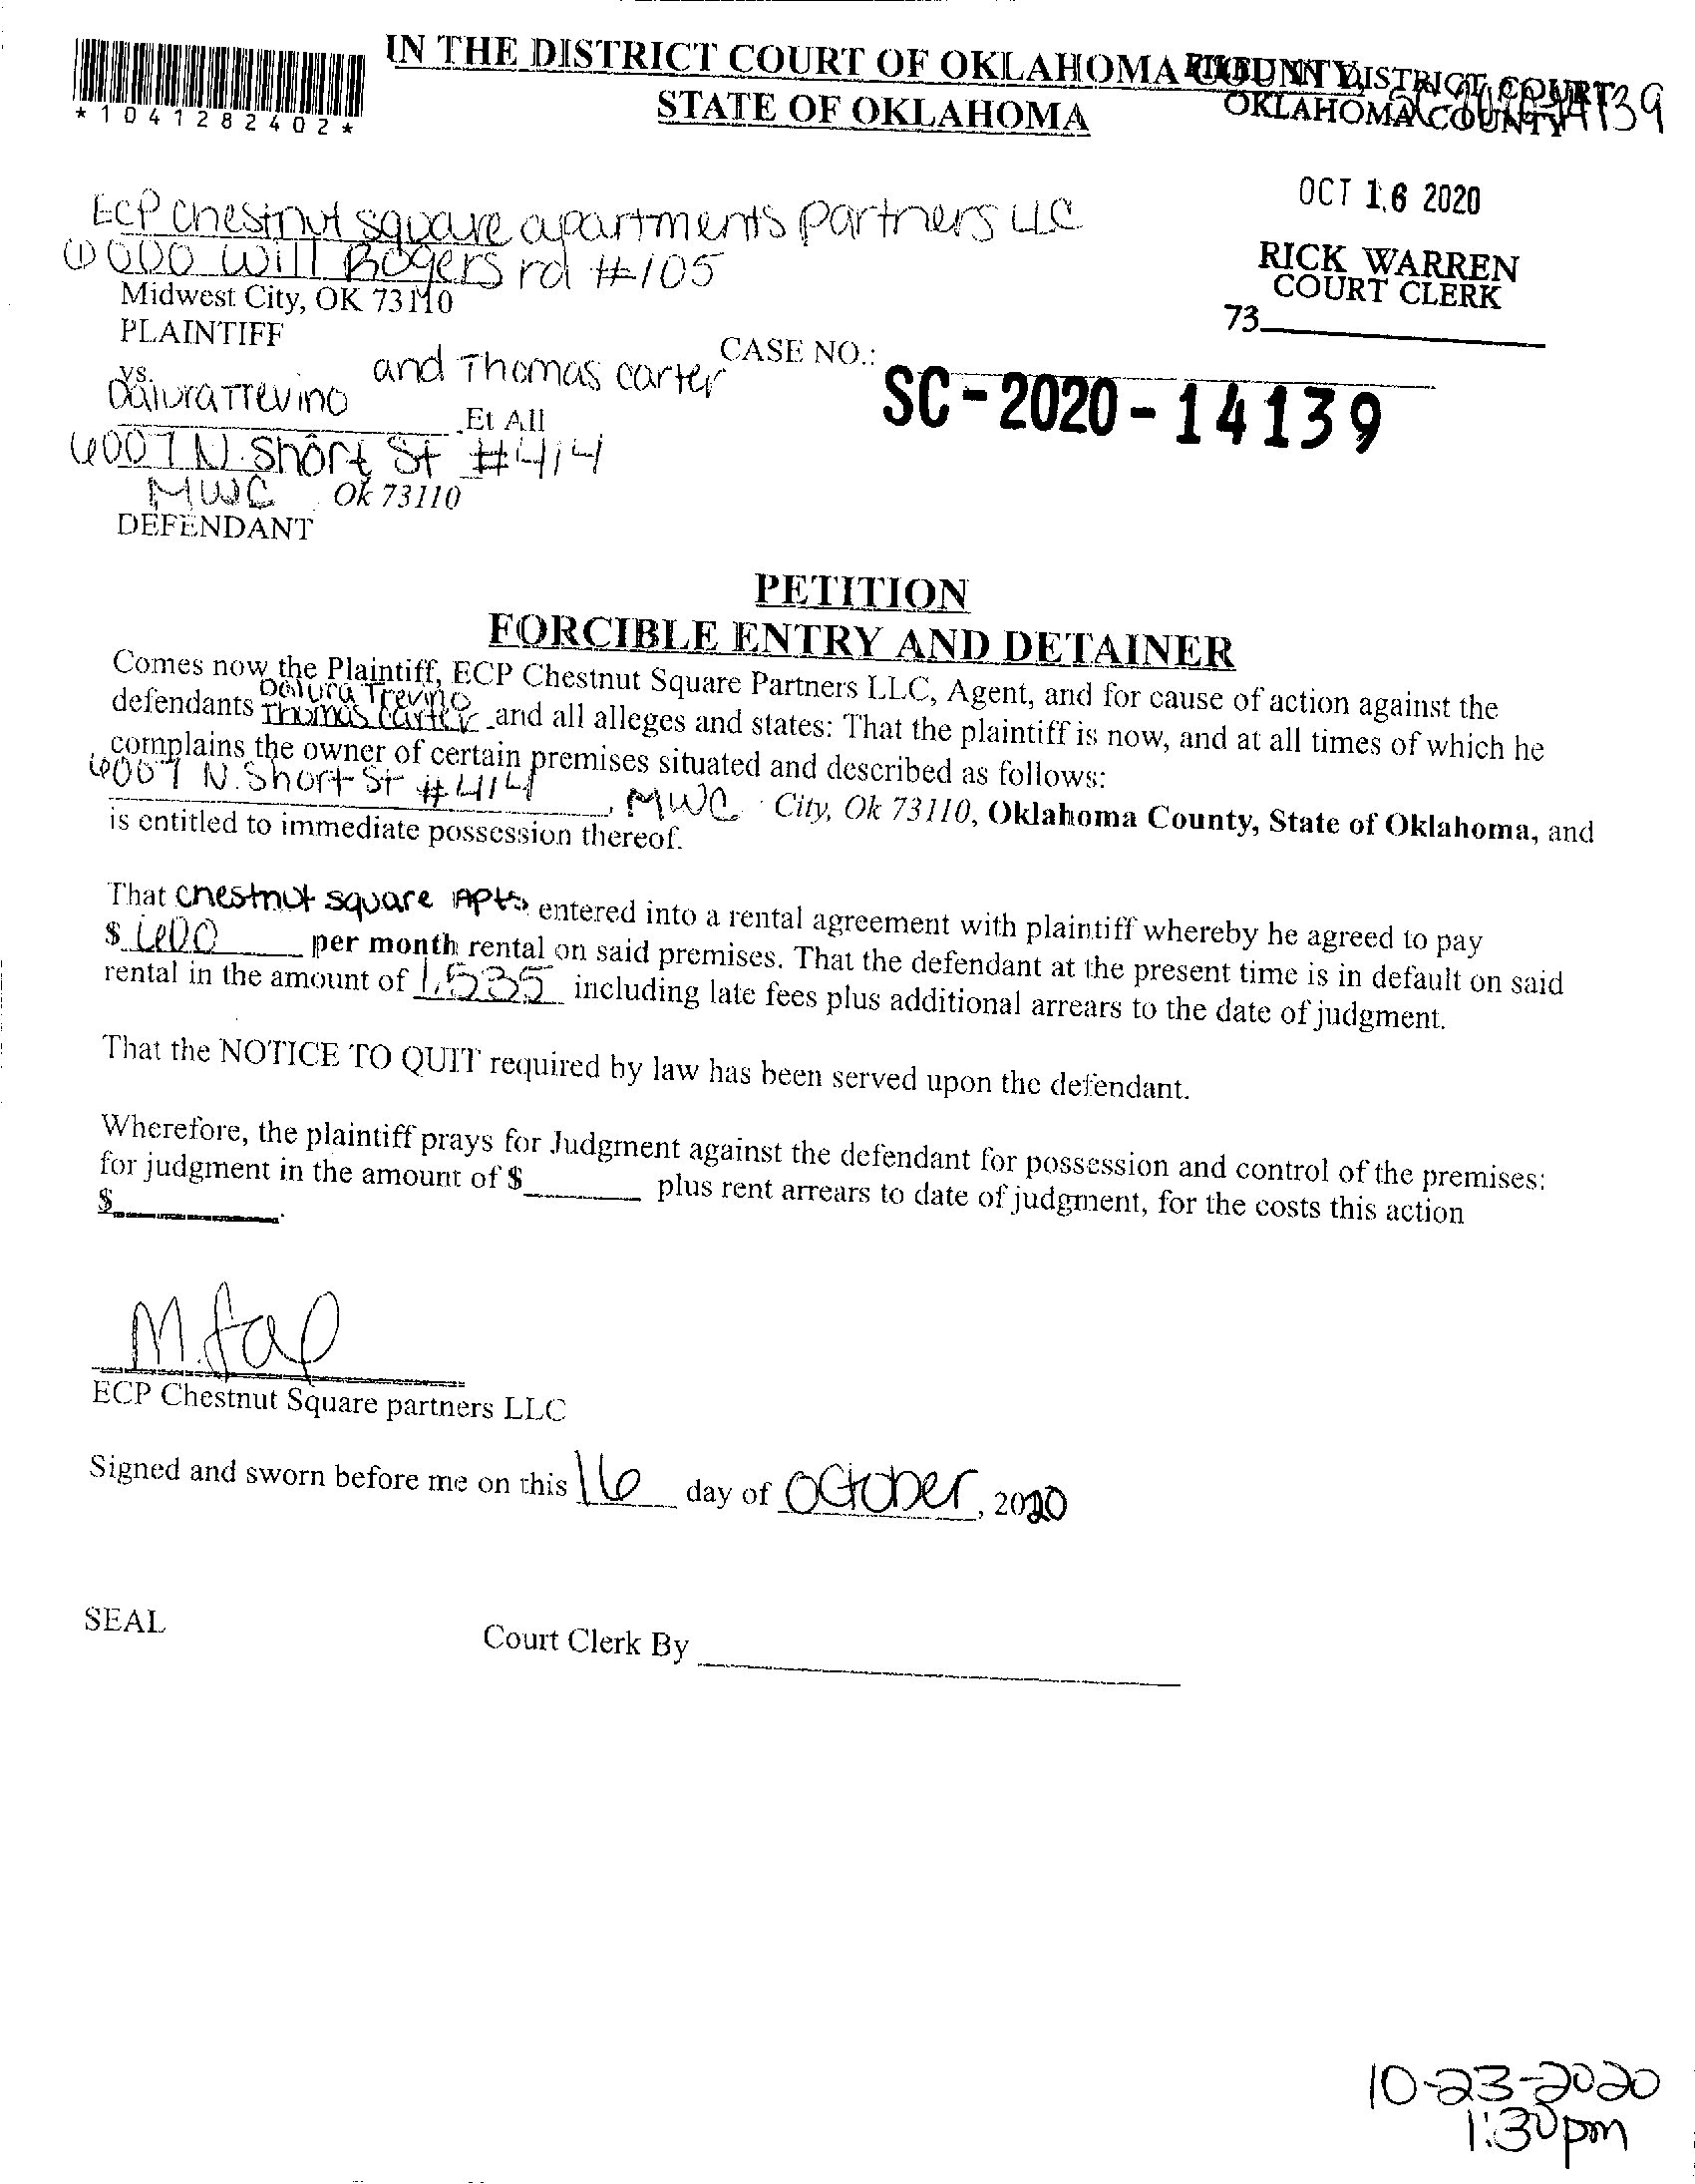 IN THE DISTRICT COURT OF OKLAHOMA COUNTY,
STATE OF OKLAHOMA
FILED IN DISTRICT COURT
OKLAHOMA COUNTY
*1041282402*
OCT 16 2020
RICK WARREN
COURT CLERK
73
ECP Chestnut square apartments partners LLC
6000 Will Rogers rd #105
Midwest City, OK 73110
PLAINTIFF
vs.
and Thomas carter
CASE NO.:
SC-2020-14139
Trevino
Et All
6007 N. Short St #414
MWC Ok 73110
DEFENDANT
PETITION
FORCIBLE ENTRY AND DETAINER
Comes now the Plaintiff, ECP Chestnut Square Partners LLC, Agent, and for cause of action against the
Trevino
defendants Thomas Carter and all alleges and states: That the plaintiff is now, and at all times of which he
complains the owner of certain premises situated and described as follows:
6007 N. Short St #414, MWC City, Ok 73110, Oklahoma County, State of Oklahoma, and
is entitled to immediate possession thereof.
That Chestnut square Apts entered into a rental agreement with plaintiff whereby he agreed to pay
$ 600 per month rental on said premises. That the defendant at the present time is in default on said
rental in the amount of 1,535 including late fees plus additional arrears to the date of judgment.
That the NOTICE TO QUIT required by law has been served upon the defendant.
Wherefore, the plaintiff prays for Judgment against the defendant for possession and control of the premises:
for judgment in the amount of $ plus rent arrears to date of judgment, for the costs this action
$ .
ECP Chestnut Square partners LLC
Signed and sworn before me on this 16 day of October, 2020
SEAL
Court Clerk By
10-23-2020
1:30pm